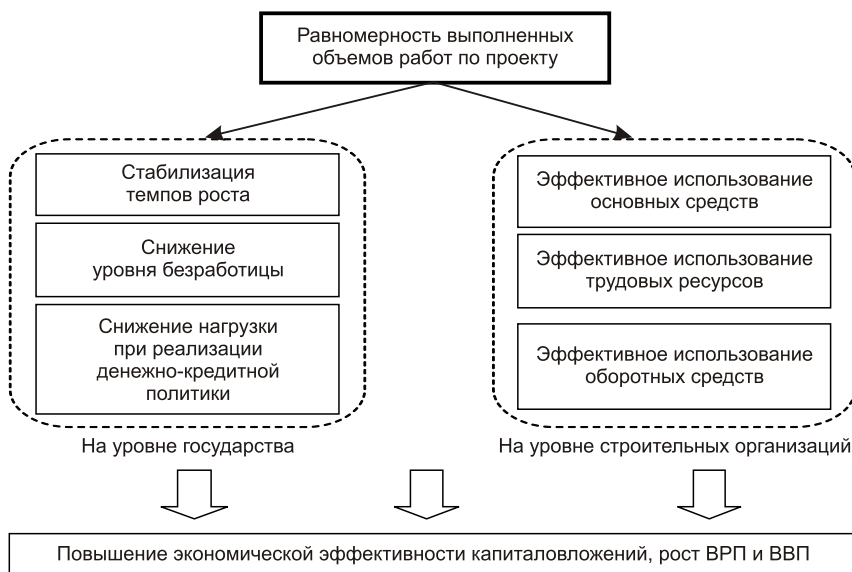 Равномерность выполненных
объемов работ по проекту
Стабилизация
темпов роста
Снижение
уровня безработицы
Снижение нагрузки
при реализации
денежно-кредитной
политики
На уровне государства
Эффективное использование
основных средств
Эффективное использование
трудовых ресурсов
Эффективное использование
оборотных средств
На уровне строительных организаций
Повышение экономической эффективности капиталовложений, рост ВРП и ВВП